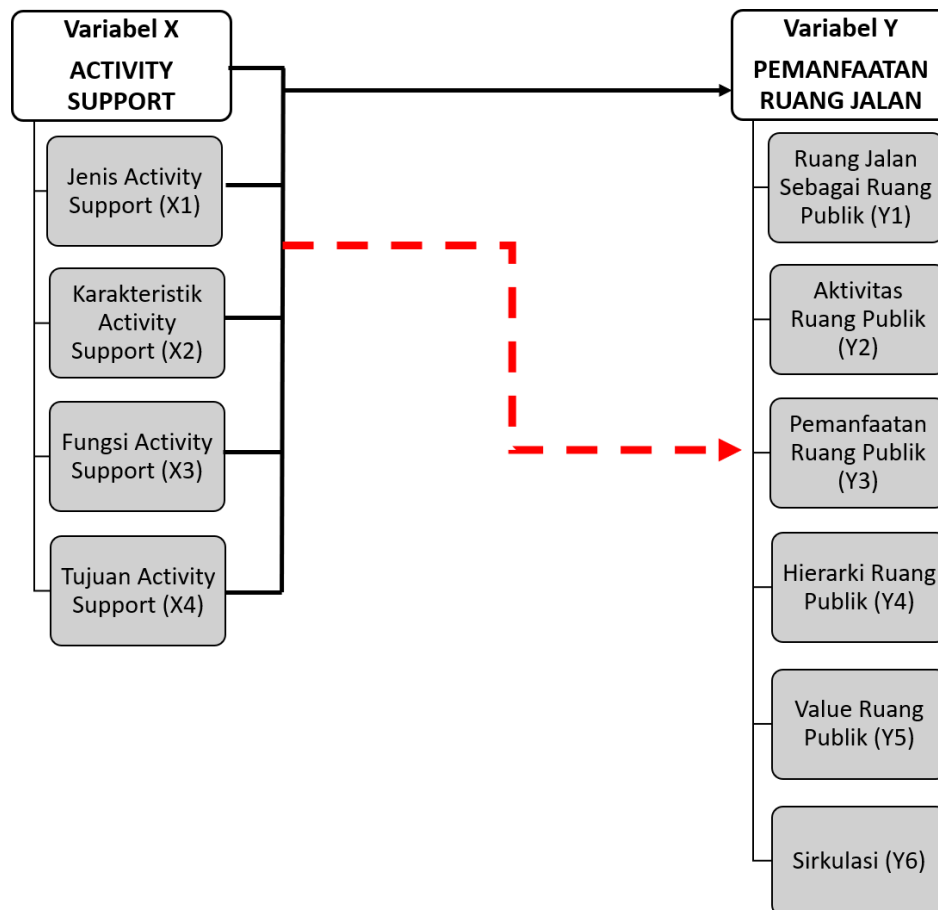 Variabel X
ACTIVITY
SUPPORT
Jenis Activity
Support (X1)
Karakteristik
Activity
Support (X2)
Fungsi Activity
Support (X3)
Tujuan Activity
Support (X4)
Variabel Y
PEMANFAATAN
RUANG JALAN
Ruang Jalan
Sebagai Ruang
Publik (Y1)
Aktivitas
Ruang Publik
(Y2)
Pemanfaatan
Ruang Publik
(Y3)
Hierarki Ruang
Publik (Y4)
Value Ruang
Publik (Y5)
Sirkulasi (Y6)